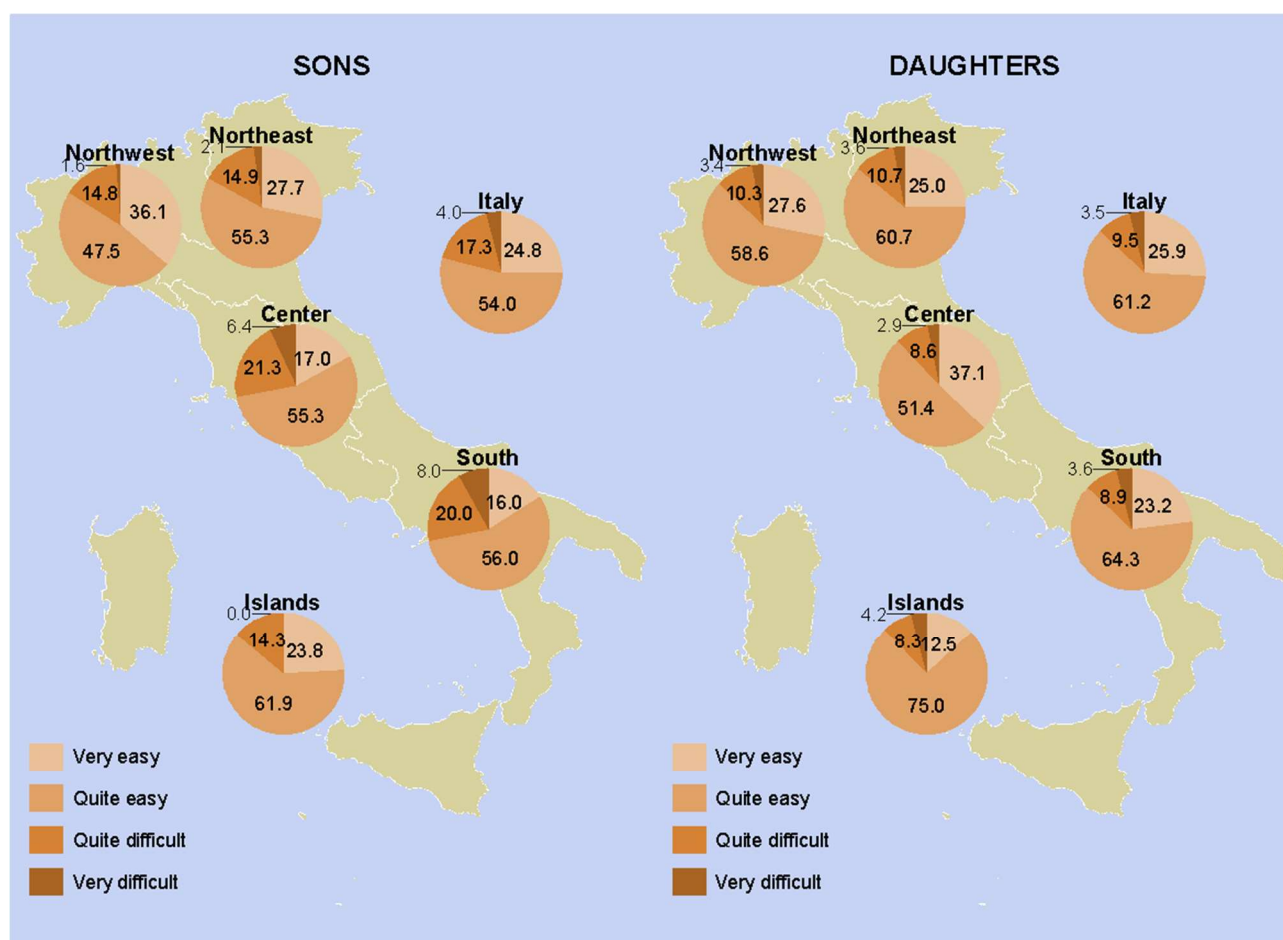 SONS
Northwest
1.6
14.8
36.1
47.5
Northeast
2.1
14.9
27.7
55.3
Italy
4.0
17.3
24.8
54.0
Center
6.4
21.3
17.0
55.3
South
8.0
20.0
16.0
56.0
Islands
0.0
14.3
23.8
61.9
Very easy
Quite easy
Quite difficult
Very difficult
DAUGHTERS
Northwest
3.4
10.3
27.6
58.6
Northeast
3.6
10.7
25.0
60.7
Italy
3.5
9.5
25.9
61.2
Center
2.9
8.6
37.1
51.4
South
3.6
8.9
23.2
64.3
Islands
4.2
8.3
12.5
75.0
Very easy
Quite easy
Quite difficult
Very difficult